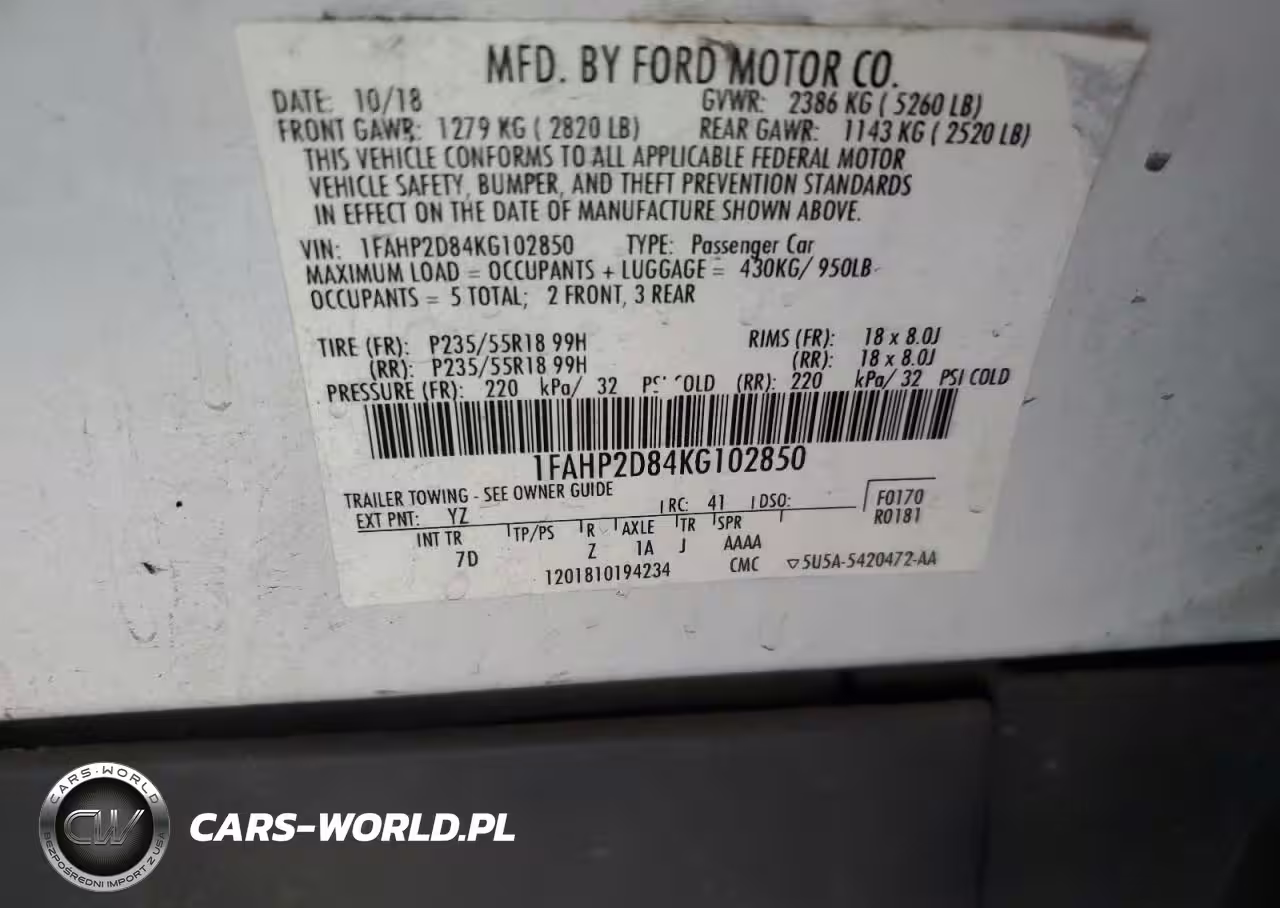 MFD. BY FORD MOTOR CO.
DATE: 10/18 GVWR: 2386 KG ( 5260 LB)
FRONT GAWR: 1279 KG ( 2820 LB) REAR GAWR: 1143 KG ( 2520 LB)
THIS VEHICLE CONFORMS TO ALL APPLICABLE FEDERAL MOTOR
VEHICLE SAFETY, BUMPER, AND THEFT PREVENTION STANDARDS
IN EFFECT ON THE DATE OF MANUFACTURE SHOWN ABOVE.
VIN: 1FAHP2D84KG102850 TYPE: Passenger Car
MAXIMUM LOAD = OCCUPANTS + LUGGAGE = 430KG/ 950LB
OCCUPANTS = 5 TOTAL; 2 FRONT, 3 REAR
TIRE (FR): P235/55R18 99H RIMS (FR): 18 x 8.0J
(RR): P235/55R18 99H (RR): 18 x 8.0J
PRESSURE (FR): 220 kPa/ 32 (RR): 220 kPa/ 32 PSI COLD
1FAHP2D84KG102850
TRAILER TOWING - SEE OWNER GUIDE
EXT PNT: YZ RC: 41 DSO: F0170
R0181
INT TR TP/PS R AXLE TR SPR
7D Z 1A J AAAA
1201810194234 CMC ▽5U5A-5420472-AA
CARS-WORLD
CW
BEZPOŚREDNI IMPORT Z USA
CARS-WORLD.PL